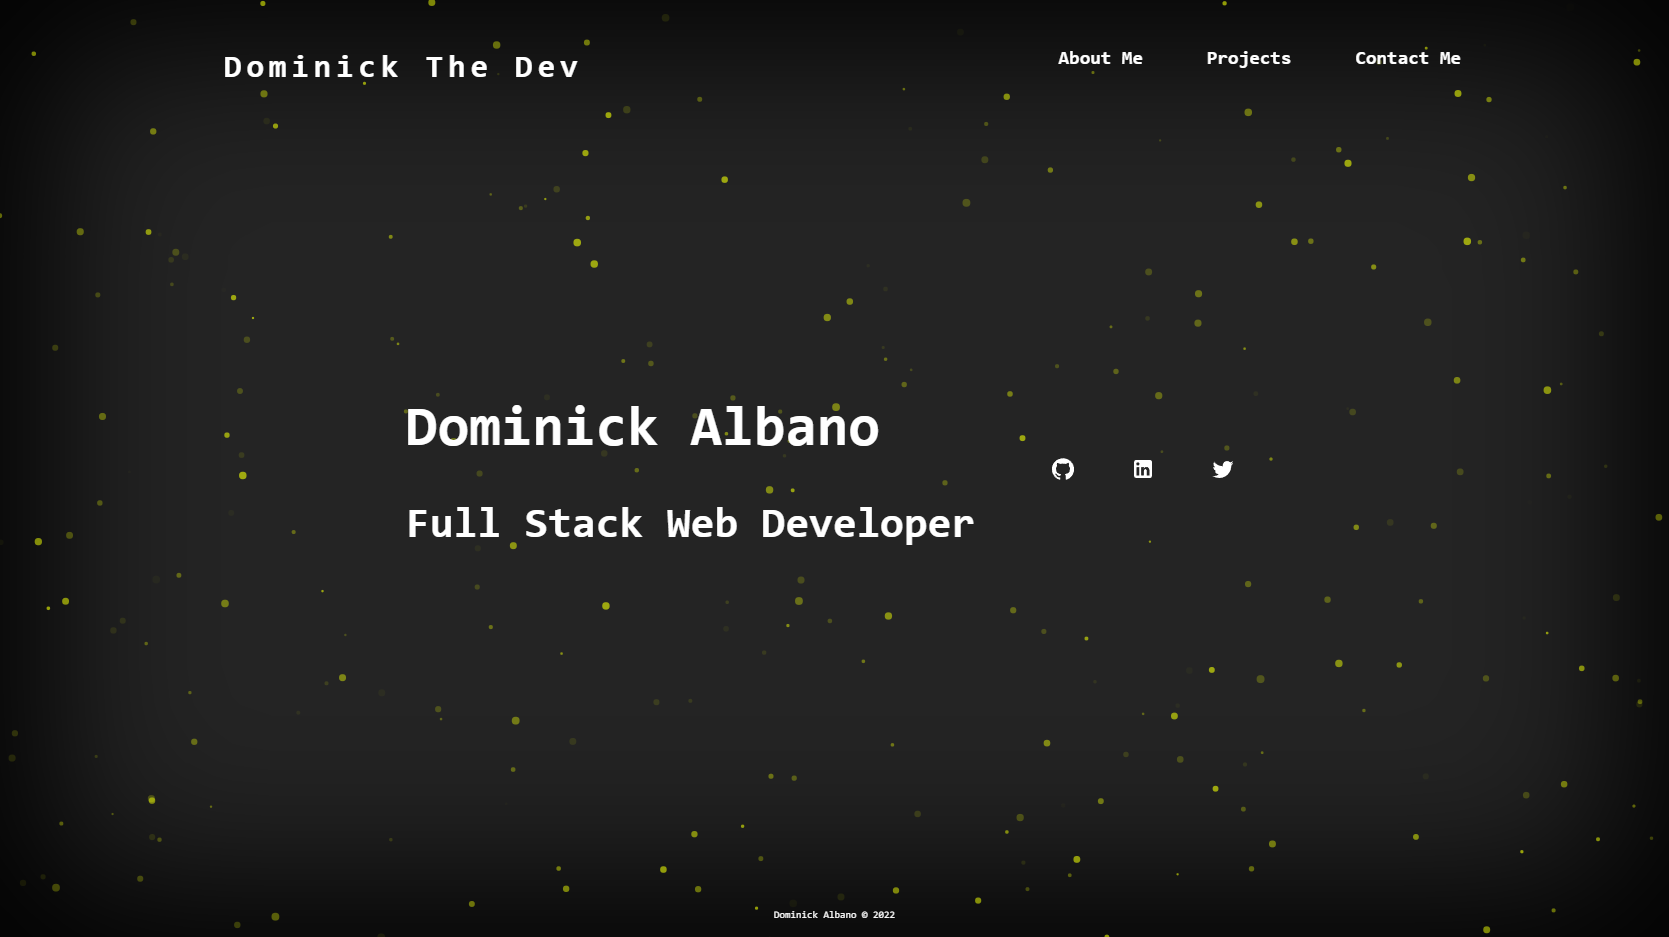 Dominick The Dev
About Me
Projects
Contact Me
Dominick Albano
Full Stack Web Developer
Dominick Albano © 2022